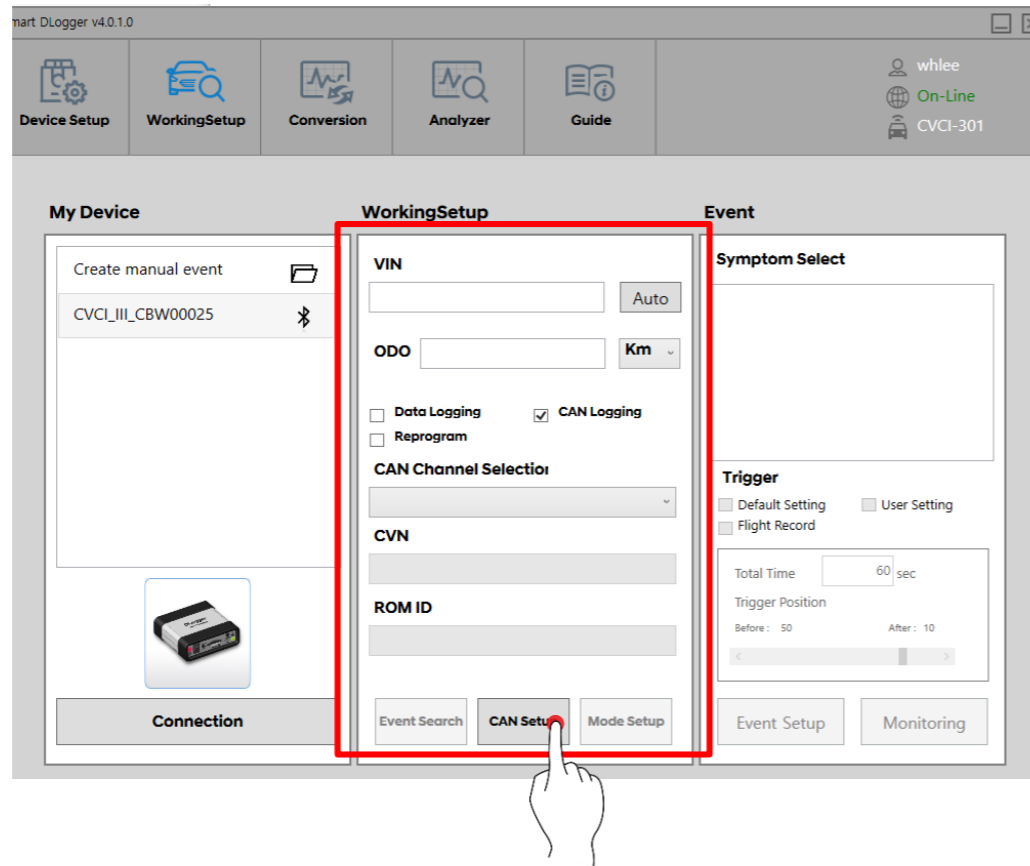 mart DLogger v4.0.1.0
Device Setup
WorkingSetup
Conversion
Analyzer
Guide
whlee
On-Line
CVCI-301
My Device
Create manual event
CVCI_III_CBW00025
Connection
WorkingSetup
VIN
Auto
ODO
Km
Data Logging
CAN Logging
Reprogram
CAN Channel Selection
CVN
ROM ID
Event Search
CAN Setup
Mode Setup
Event
Symptom Select
Trigger
Default Setting
User Setting
Flight Record
Total Time 60 sec
Trigger Position
Before : 50 After : 10
Event Setup
Monitoring